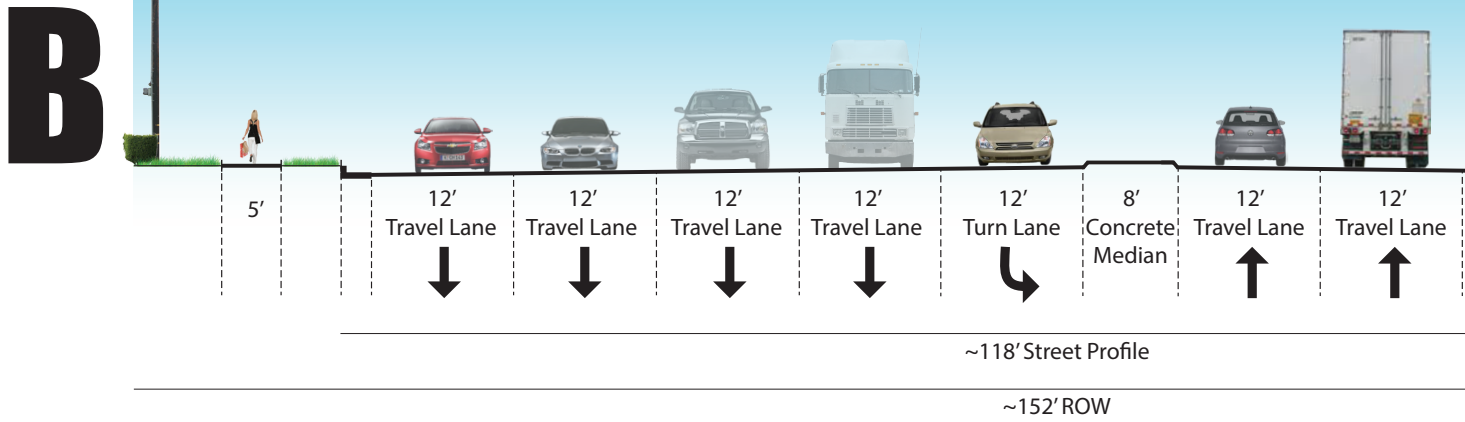 B
5′
12′
Travel Lane
12′
Travel Lane
12′
Travel Lane
12′
Travel Lane
12′
Turn Lane
8′
Concrete
Median
12′
Travel Lane
12′
Travel Lane
~118′ Street Profile
~152′ ROW